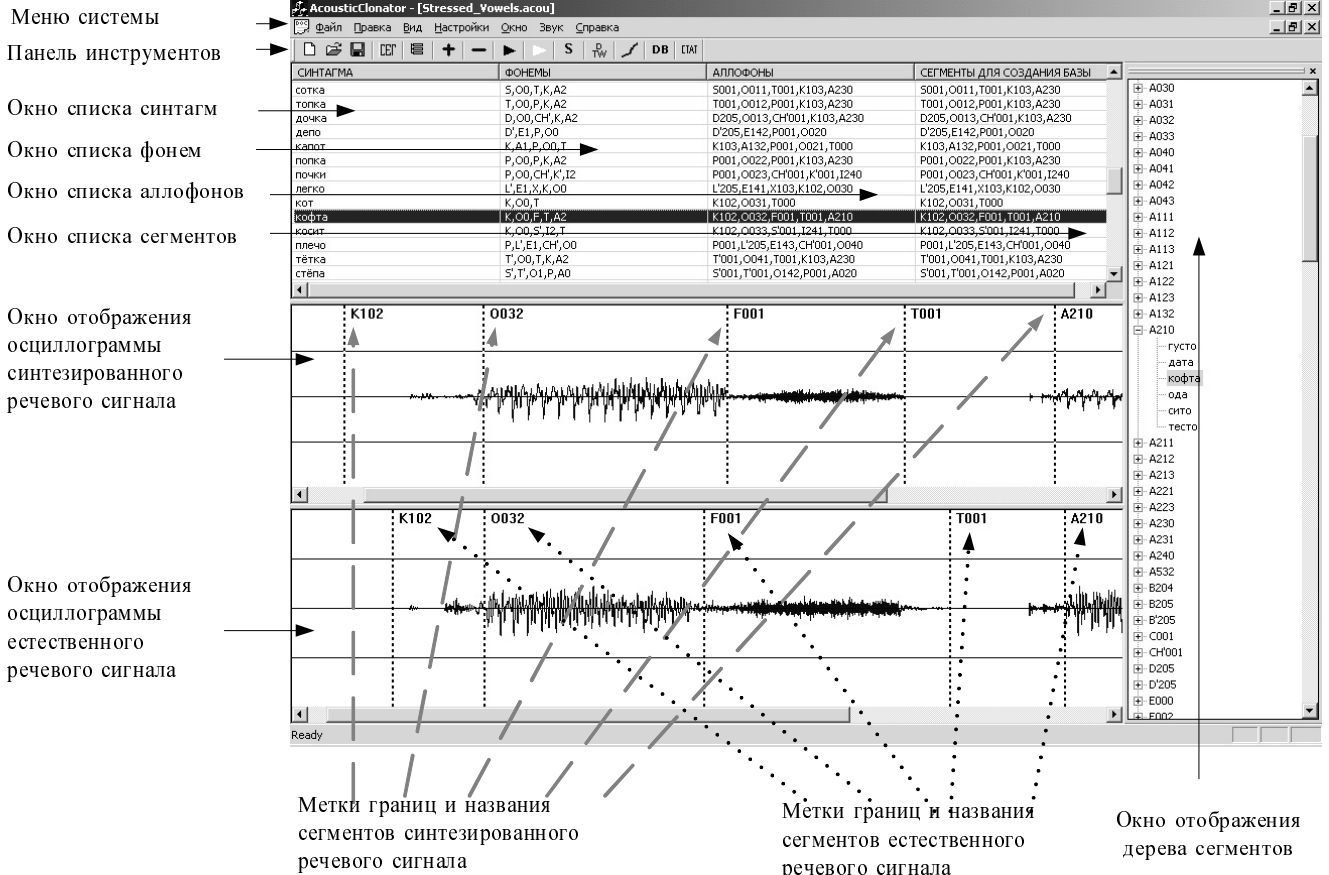 Меню системы
Панель инструментов
Окно списка синтагм
Окно списка фонем
Окно списка аллофонов
Окно списка сегментов
Окно отображения
осциллограммы
синтезированного
речевого сигнала
Окно отображения
осциллограммы
естественного
речевого сигнала
AcousticClonator - [Stressed_Vowels.acou]
Файл Правка Вид Настройки Окно Звук Справка
СЕГ S DTW DB СТАТ
СИНТАГМА ФОНЕМЫ АЛЛОФОНЫ СЕГМЕНТЫ ДЛЯ СОЗДАНИЯ БАЗЫ
сотка S,O0,T,K,A2 S001,O011,T001,K103,A230 S001,O011,T001,K103,A230
топка T,O0,P,K,A2 T001,O012,P001,K103,A230 T001,O012,P001,K103,A230
дочка D,O0,CH',K,A2 D205,O013,CH'001,K103,A230 D205,O013,CH'001,K103,A230
депо D',E1,P,O0 D'205,E142,P001,O020 D'205,E142,P001,O020
капот K,A1,P,O0,T K103,A132,P001,O021,T000 K103,A132,P001,O021,T000
попка P,O0,P,K,A2 P001,O022,P001,K103,A230 P001,O022,P001,K103,A230
почки P,O0,CH',K',I2 P001,O023,CH'001,K'001,I240 P001,O023,CH'001,K'001,I240
легко L',E1,X,K,O0 L'205,E141,X103,K102,O030 L'205,E141,X103,K102,O030
кот K,O0,T K102,O031,T000 K102,O031,T000
кофта K,O0,F,T,A2 K102,O032,F001,T001,A210 K102,O032,F001,T001,A210
косит K,O0,S',I2,T K102,O033,S'001,I241,T000 K102,O033,S'001,I241,T000
плечо P,L',E1,CH',O0 P001,L'205,E143,CH'001,O040 P001,L'205,E143,CH'001,O040
тётка T',O0,T,K,A2 T'001,O041,T001,K103,A230 T'001,O041,T001,K103,A230
стёпа S',T',O1,P,A0 S'001,T'001,O142,P001,A020 S'001,T'001,O142,P001,A020
K102 O032 F001 T001 A210
K102 O032 F001 T001 A210
Ready
A030
A031
A032
A033
A040
A041
A042
A043
A111
A112
A113
A121
A122
A123
A132
A210
густо
дата
кофта
ода
сито
тесто
A211
A212
A213
A221
A223
A230
A231
A240
A532
B204
B205
B'205
C001
CH'001
D205
D'205
E000
E002
Метки границ и названия
сегментов синтезированного
речевого сигнала
Метки границ и названия
сегментов естественного
речевого сигнала
Окно отображения
дерева сегментов